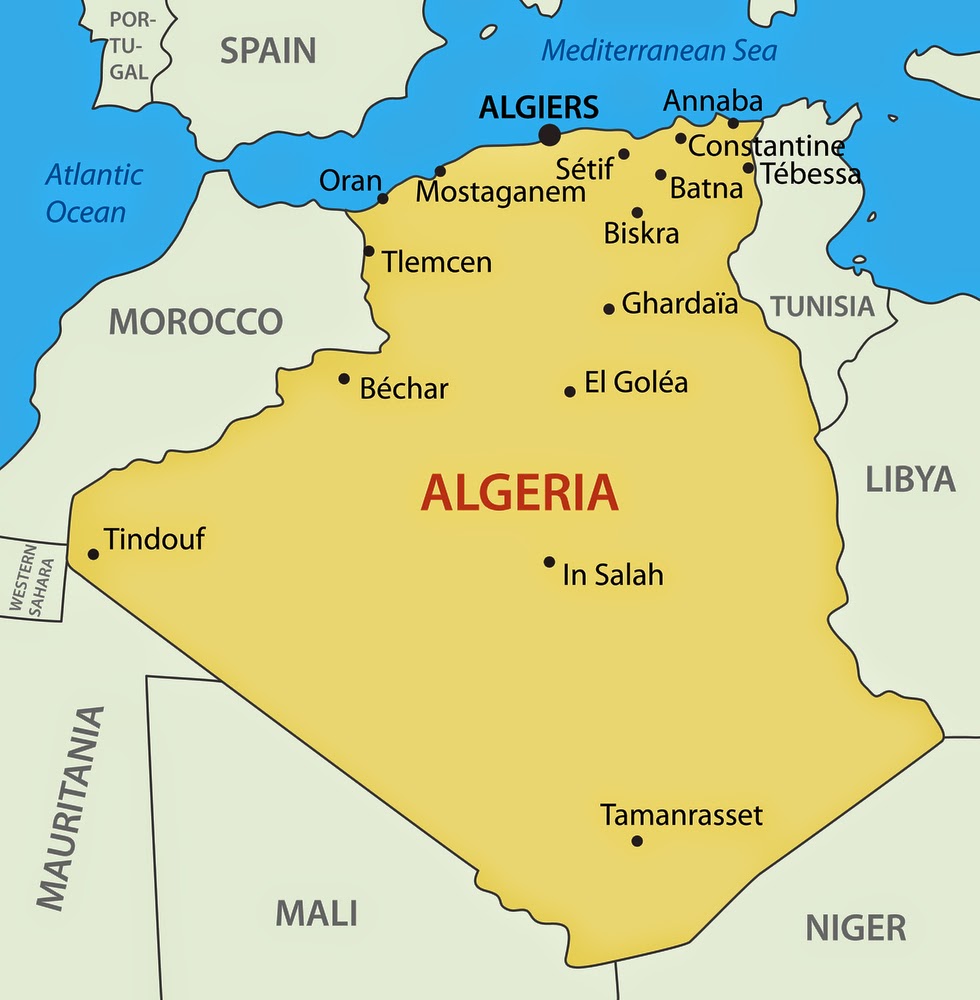 POR-
TU-
GAL
SPAIN
Mediterranean Sea
ALGIERS
Annaba
Constantine
Sétif
Tébessa
Atlantic
Ocean
Oran
Mostaganem
Batna
Biskra
Tlemcen
Ghardaïa
TUNISIA
MOROCCO
Béchar
El Goléa
ALGERIA
LIBYA
Tindouf
In Salah
WESTERN
SAHARA
MAURITANIA
Tamanrasset
MALI
NIGER